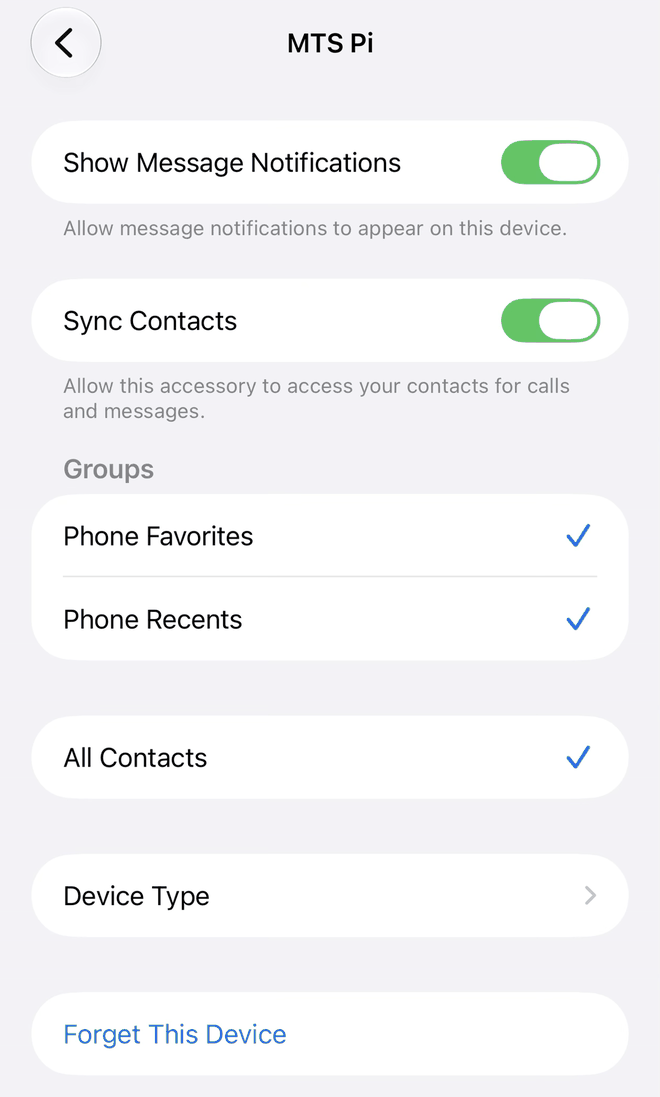 MTS Pi
Show Message Notifications
Allow message notifications to appear on this device.
Sync Contacts
Allow this accessory to access your contacts for calls
and messages.
Groups
Phone Favorites
Phone Recents
All Contacts
Device Type
Forget This Device